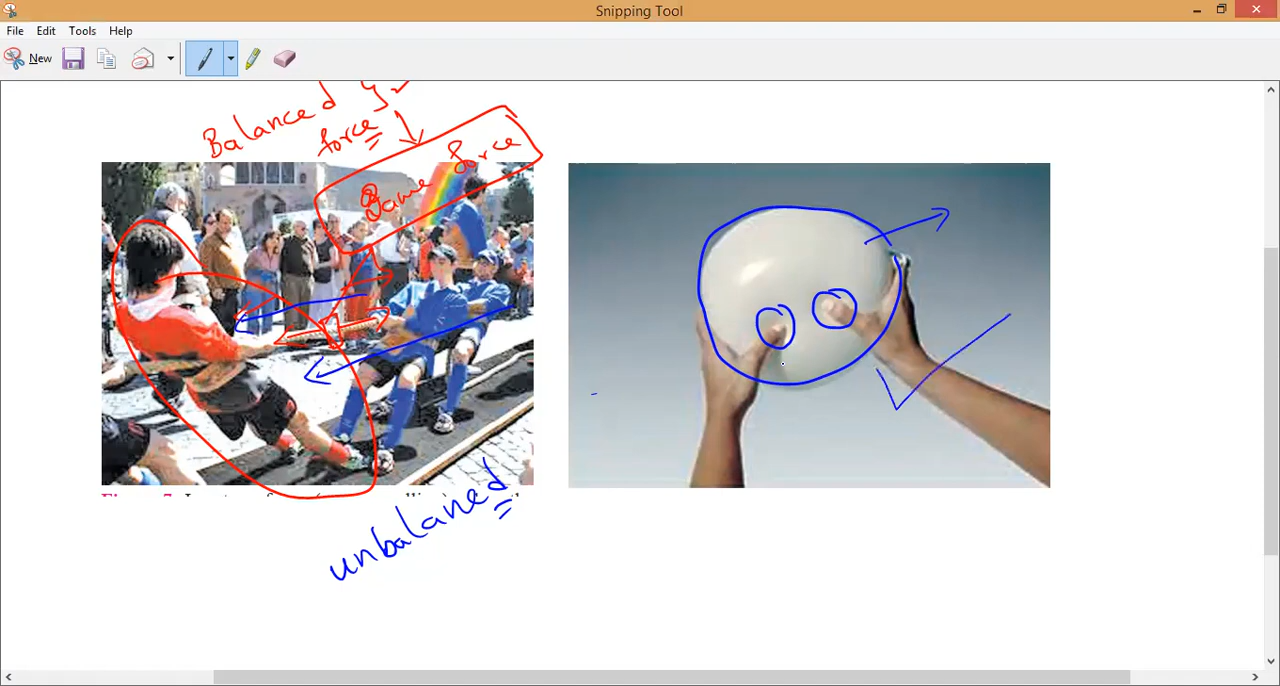 Snipping Tool
File Edit Tools Help
New
Balanced
force
Same force
unbalaned